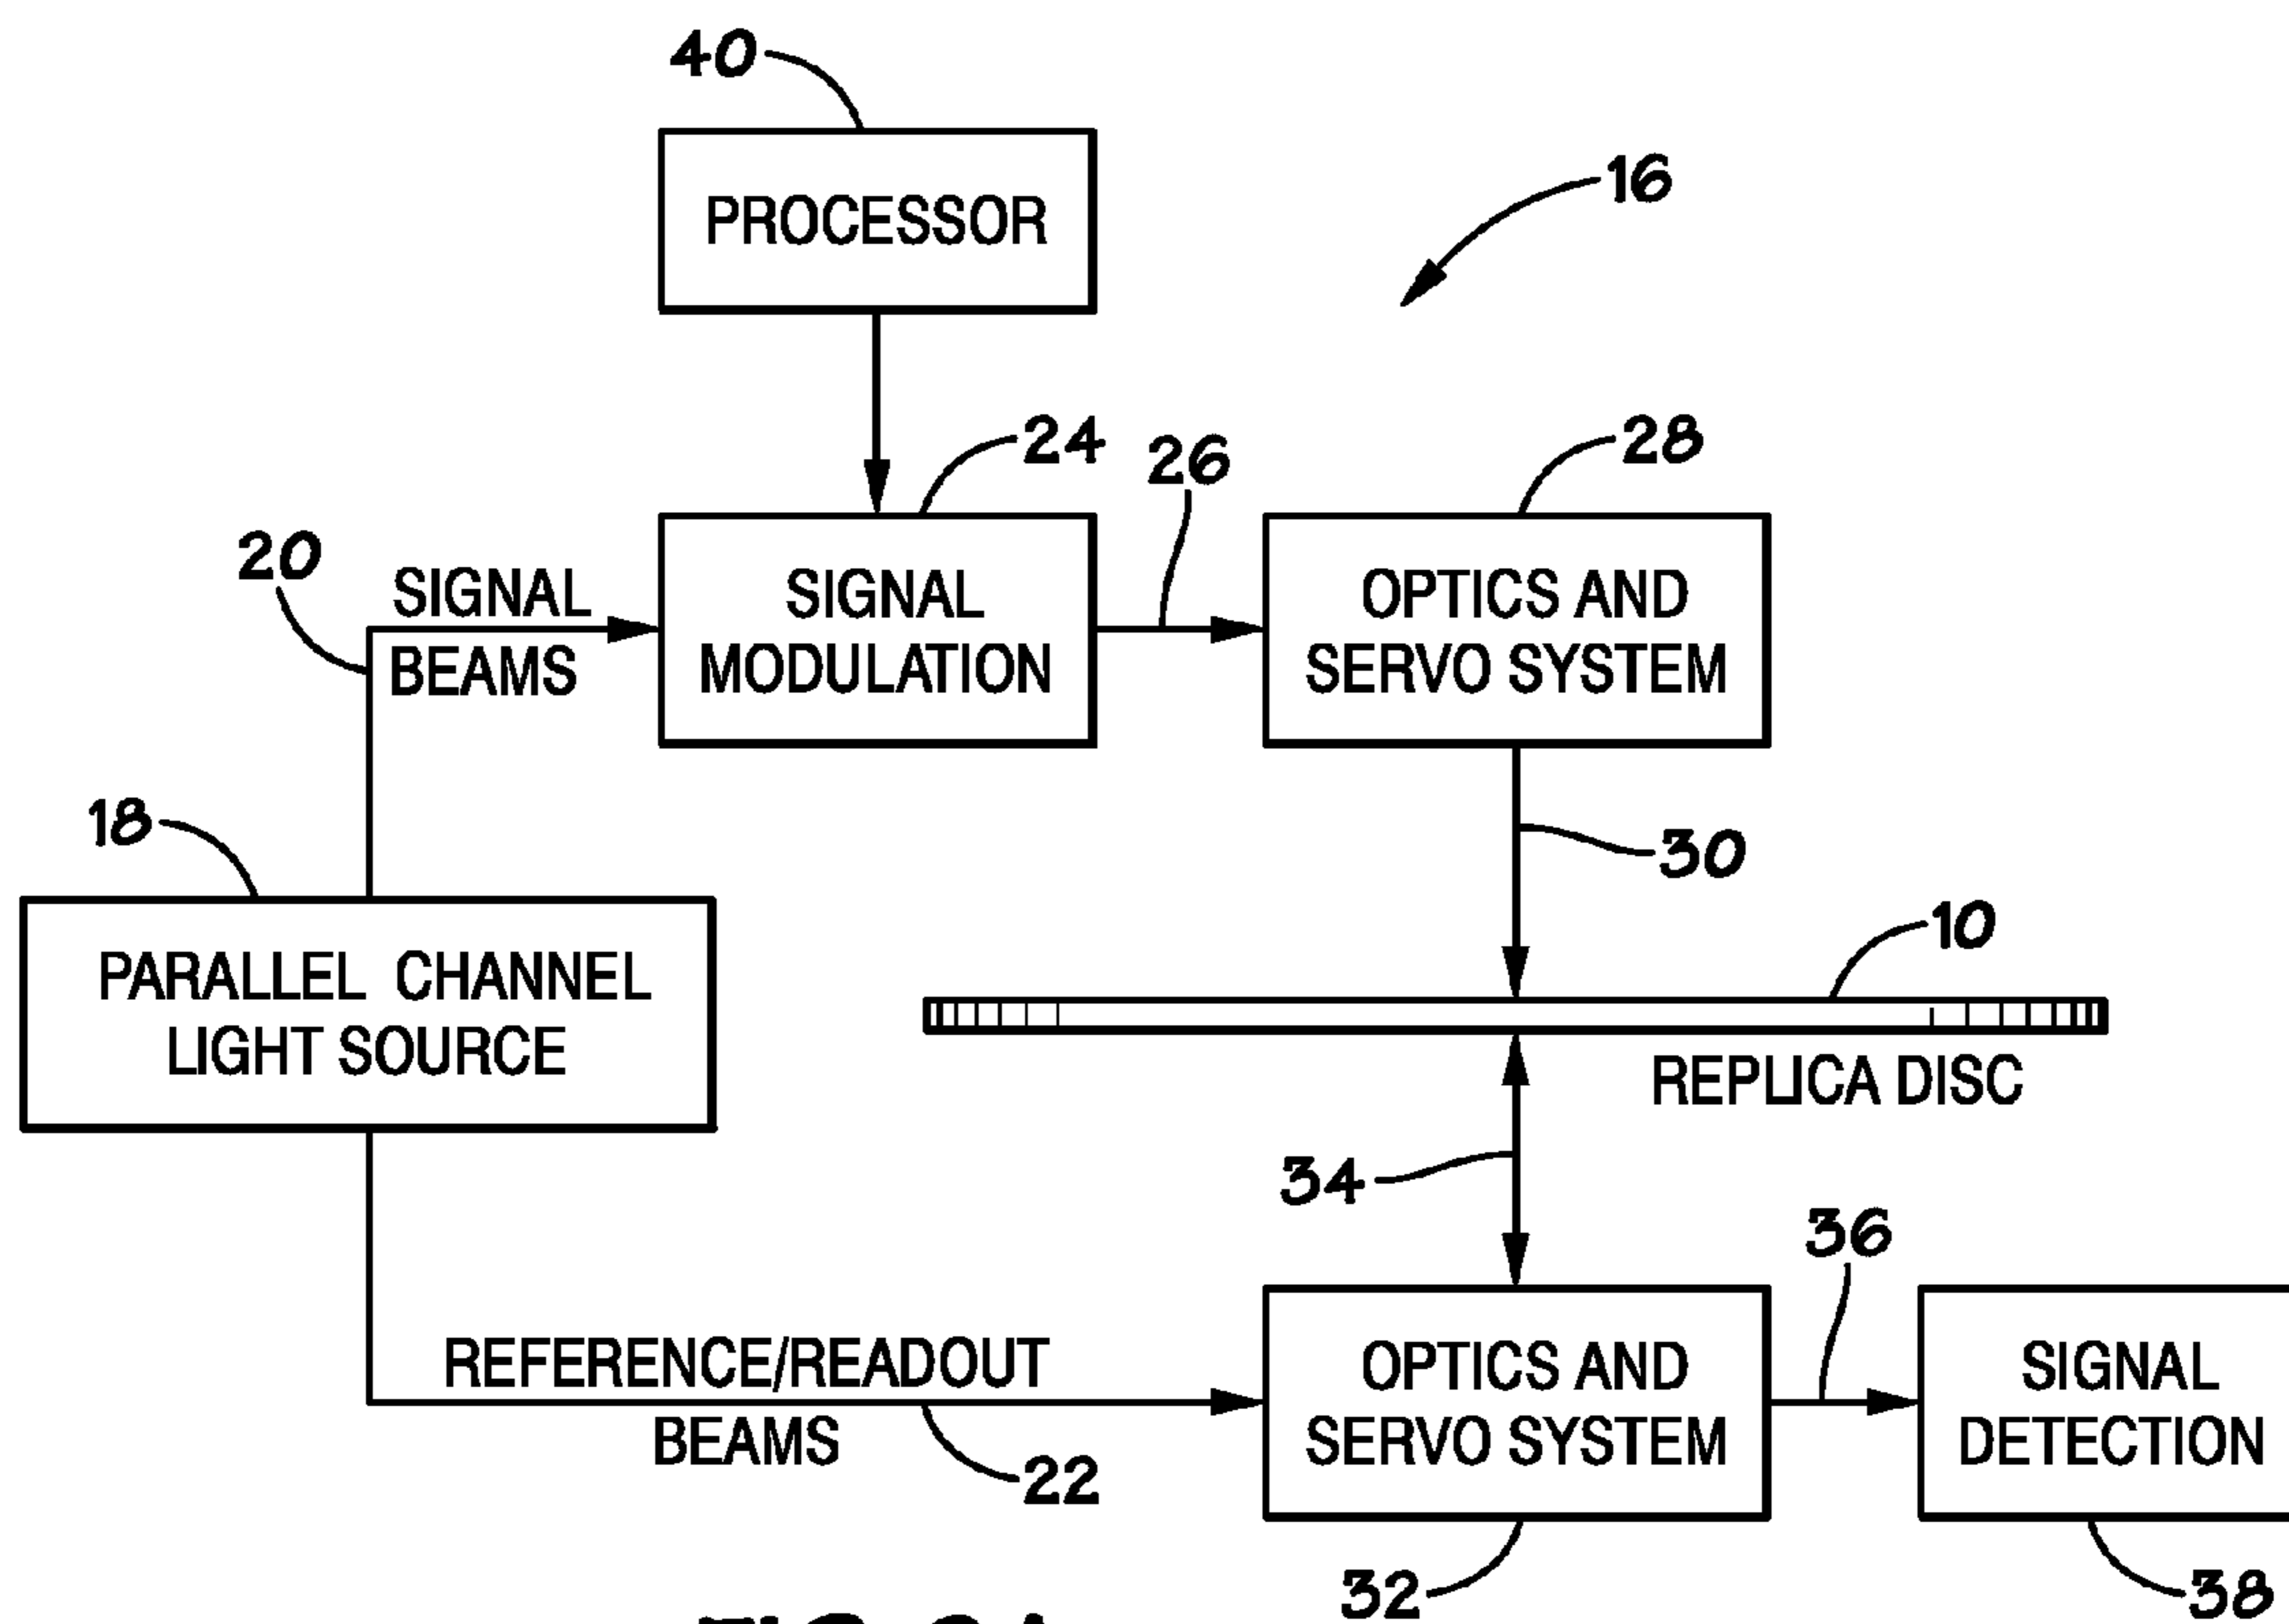 40
PROCESSOR
16
24
26
28
20
SIGNAL
BEAMS
SIGNAL
MODULATION
OPTICS AND
SERVO SYSTEM
18
30
PARALLEL CHANNEL
LIGHT SOURCE
10
REPLICA DISC
34
36
REFERENCE/READOUT
BEAMS
22
OPTICS AND
SERVO SYSTEM
SIGNAL
DETECTION
32
38